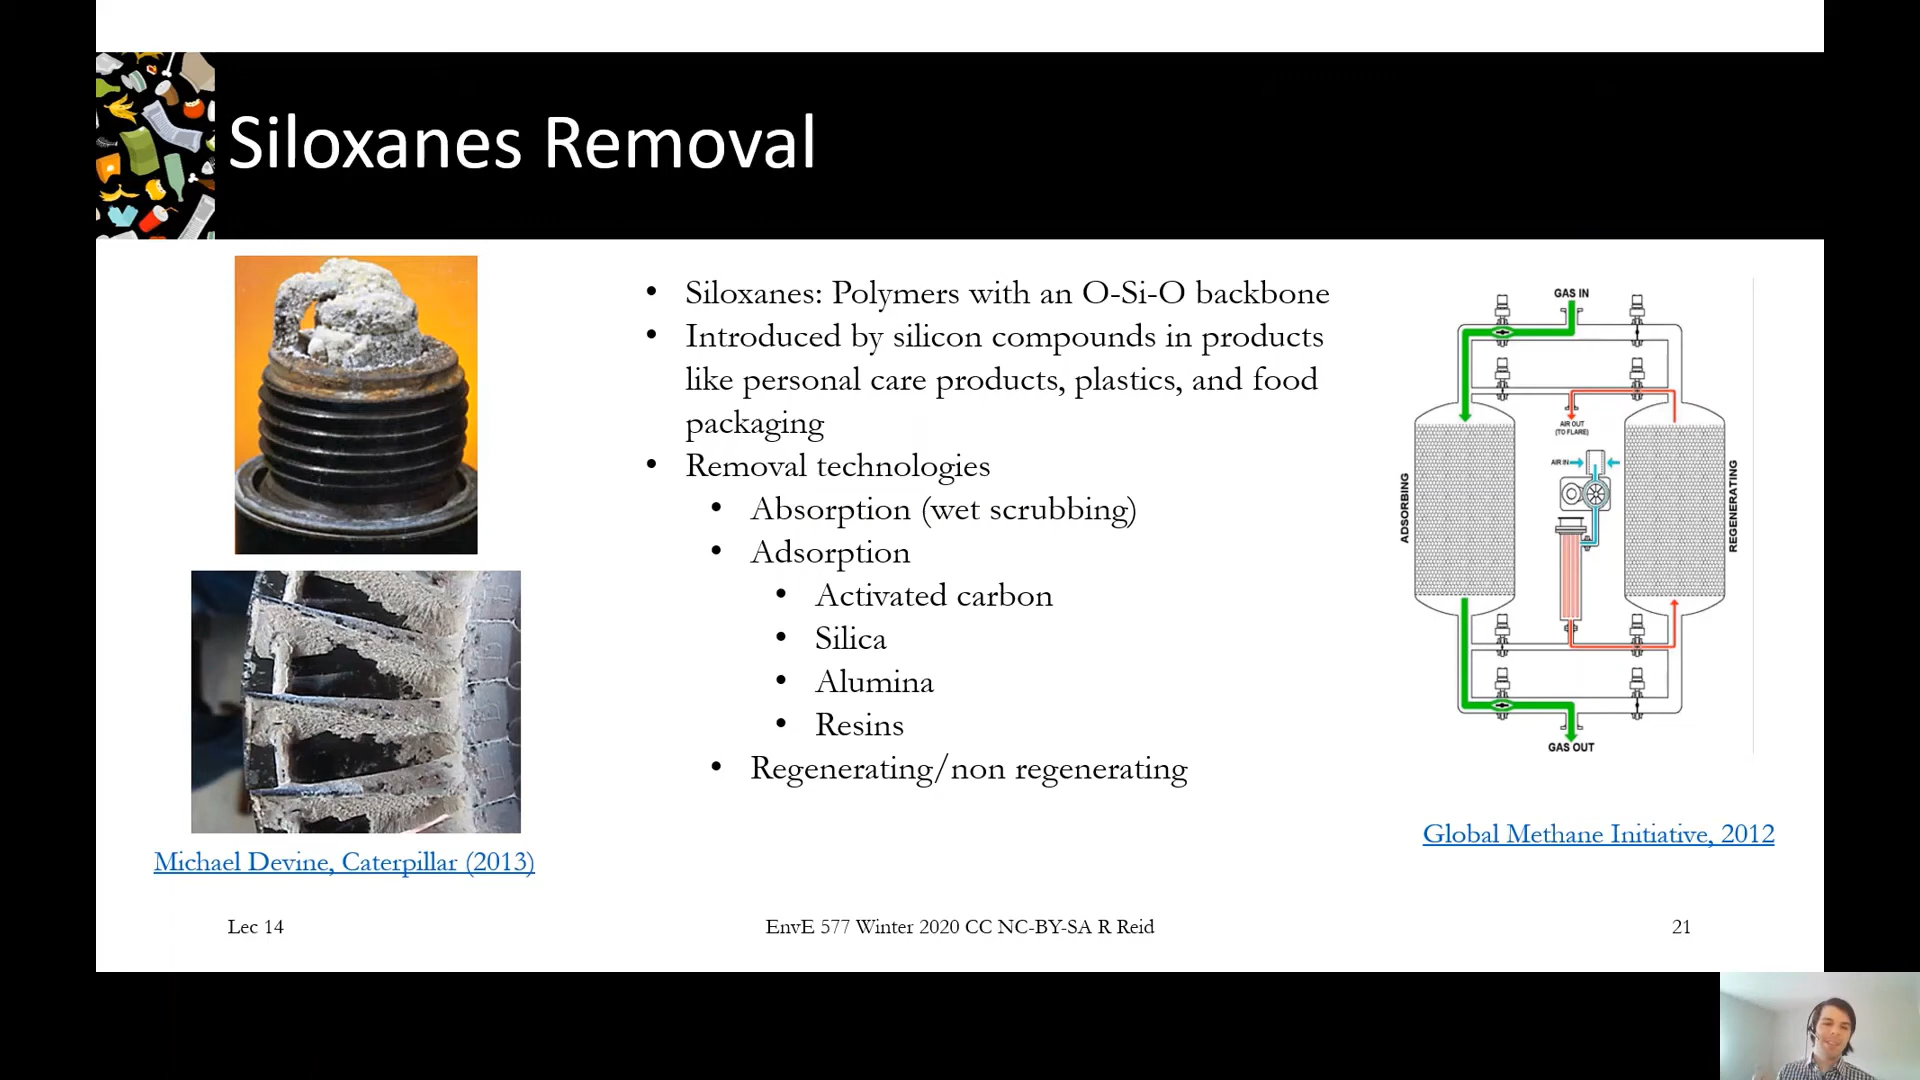 Siloxanes Removal
• Siloxanes: Polymers with an O-Si-O backbone
• Introduced by silicon compounds in products
like personal care products, plastics, and food
packaging
• Removal technologies
• Absorption (wet scrubbing)
• Adsorption
• Activated carbon
• Silica
• Alumina
• Resins
• Regenerating/non regenerating
GAS IN
AIR OUT
(TO FLARE)
AIR IN
ADSORBING
REGENERATING
GAS OUT
Michael Devine, Caterpillar (2013)
Global Methane Initiative, 2012
Lec 14
EnvE 577 Winter 2020 CC NC-BY-SA R Reid
21